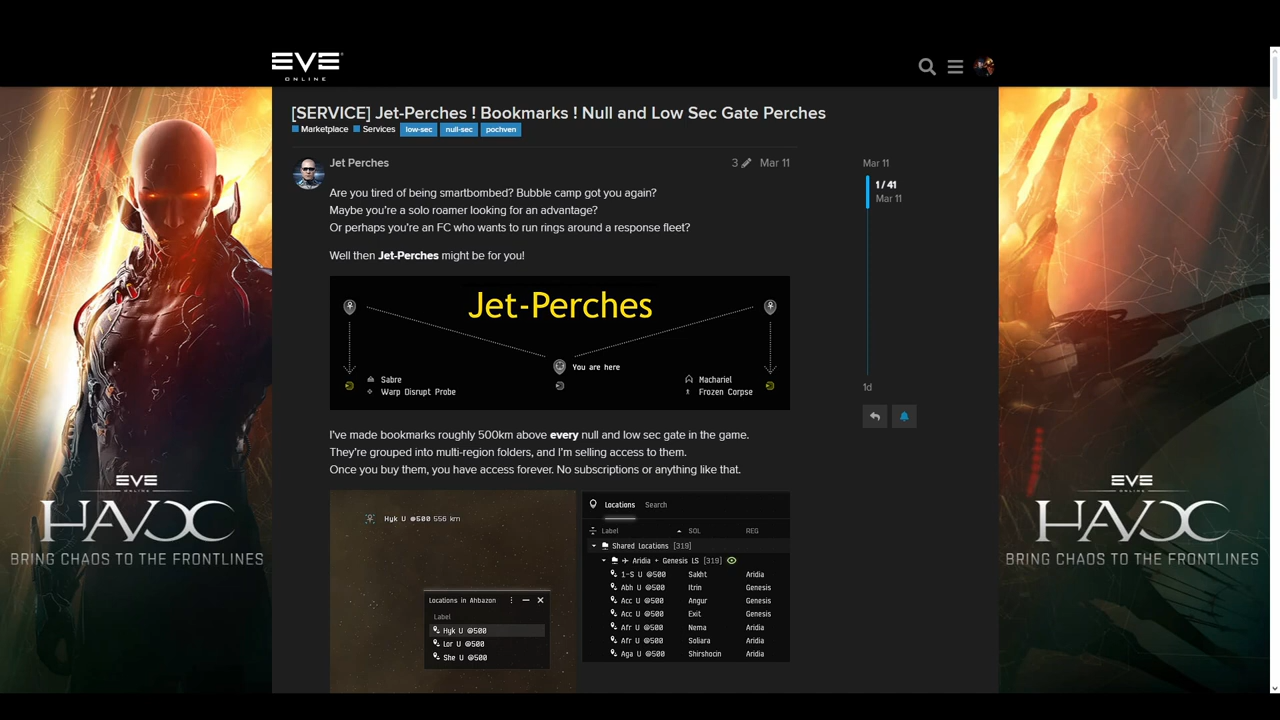 EVE
ONLINE
[SERVICE] Jet-Perches ! Bookmarks ! Null and Low Sec Gate Perches
Marketplace Services low-sec null-sec pochven
Jet Perches
3 Mar 11
Are you tired of being smartbombed? Bubble camp got you again?
Maybe you're a solo roamer looking for an advantage?
Or perhaps you're an FC who wants to run rings around a response fleet?
Well then Jet-Perches might be for you!
Jet-Perches
You are here
Sabre
Warp Disrupt Probe
Machariel
Frozen Corpse
I've made bookmarks roughly 500km above every null and low sec gate in the game.
They're grouped into multi-region folders, and I'm selling access to them.
Once you buy them, you have access forever. No subscriptions or anything like that.
Hyk U @500 556 km
Locations in Ahbazon
Label
Hyk U @500
Lor U @500
She U @500
Locations Search
Label SOL REG
Shared Locations [319]
Aridia + Genesis LS [319]
1-S U @500 Sakht Aridia
Abh U @500 Itrin Genesis
Acc U @500 Angur Genesis
Acc U @500 Exit Genesis
Afr U @500 Nema Aridia
Afr U @500 Soliara Aridia
Aga U @500 Shirshocin Aridia
Mar 11
1 / 41
Mar 11
1d
EVE
ONLINE
HAVOC
BRING CHAOS TO THE FRONTLINES
EVE
ONLINE
HAVOC
BRING CHAOS TO THE FRONTLINES